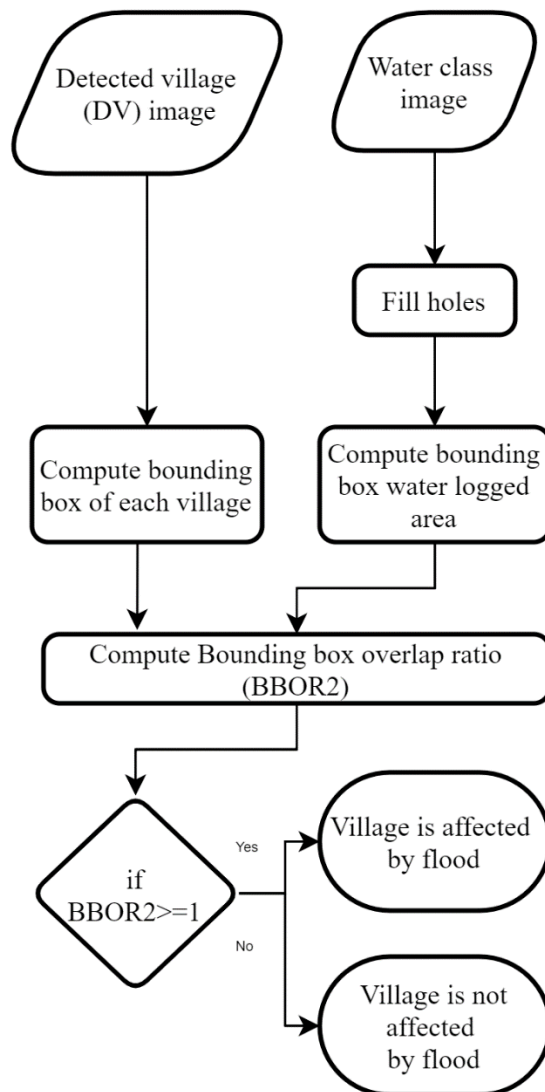 Detected village
(DV) image
Water class
image
Fill holes
Compute bounding
box of each village
Compute bounding
box water logged
area
Compute Bounding box overlap ratio
(BBOR2)
if
BBOR2>=1
Yes
No
Village is affected
by flood
Village is not
affected
by flood